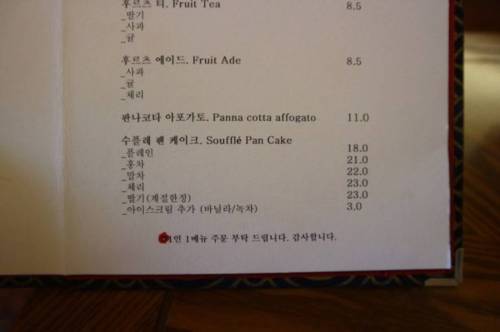 후르츠 티. Fruit Tea 8.5
_딸기
_사과
_귤
후르츠 에이드. Fruit Ade 8.5
_사과
_귤
_체리
판나코타 아포가토. Panna cotta affogato 11.0
수플레 팬 케이크. Soufflé Pan Cake
_플레인 18.0
_홍차 21.0
_말차 22.0
_체리 23.0
_딸기(계절한정) 23.0
_아이스크림 추가 (바닐라/녹차) 3.0
1인 1메뉴 주문 부탁 드립니다. 감사합니다.